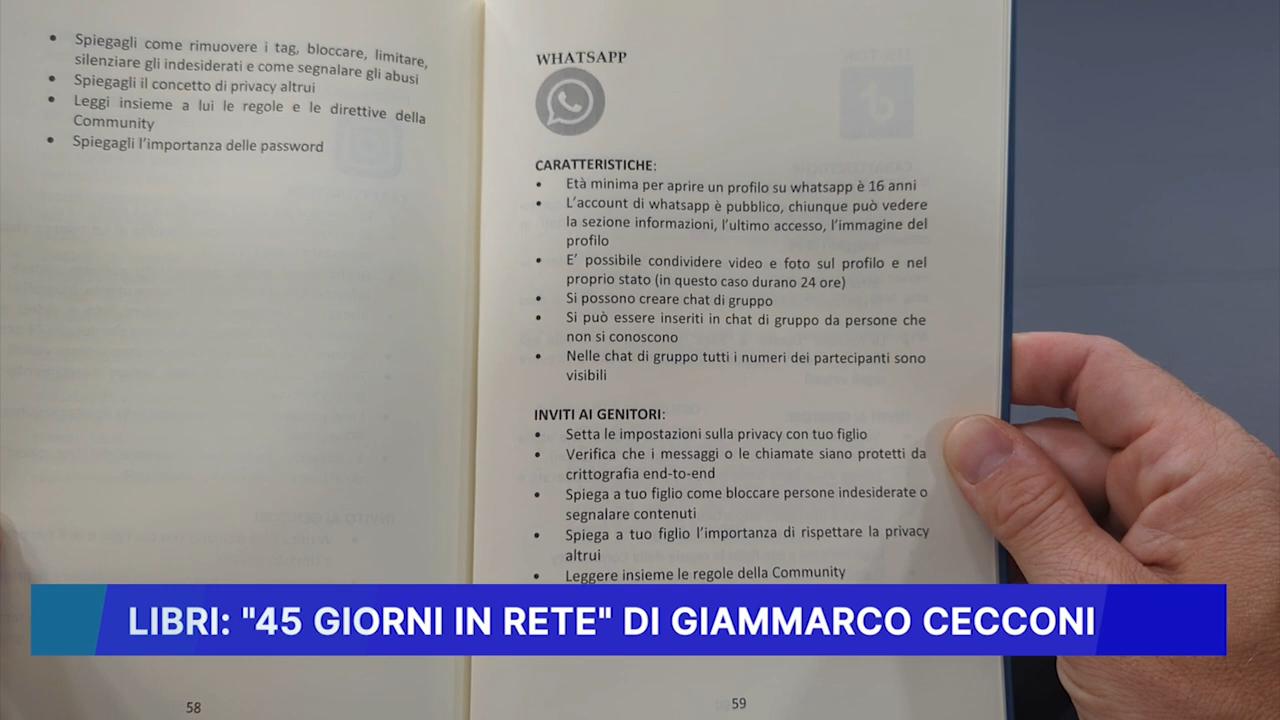 • Spiegagli come rimuovere i tag, bloccare, limitare,
silenziare gli indesiderati e come segnalare gli abusi
• Spiegagli il concetto di privacy altrui
• Leggi insieme a lui le regole e le direttive della
Community
• Spiegagli l'importanza delle password
58
WHATSAPP
CARATTERISTICHE:
• Età minima per aprire un profilo su whatsapp è 16 anni
• L'account di whatsapp è pubblico, chiunque può vedere
la sezione informazioni, l'ultimo accesso, l'immagine del
profilo
• E' possibile condividere video e foto sul profilo e nel
proprio stato (in questo caso durano 24 ore)
• Si possono creare chat di gruppo
• Si può essere inseriti in chat di gruppo da persone che
non si conoscono
• Nelle chat di gruppo tutti i numeri dei partecipanti sono
visibili
INVITI AI GENITORI:
• Setta le impostazioni sulla privacy con tuo figlio
• Verifica che i messaggi o le chiamate siano protetti da
crittografia end-to-end
• Spiega a tuo figlio come bloccare persone indesiderate o
segnalare contenuti
• Spiega a tuo figlio l'importanza di rispettare la privacy
altrui
• Leggere insieme le regole della Community
59
LIBRI: "45 GIORNI IN RETE" DI GIAMMARCO CECCONI